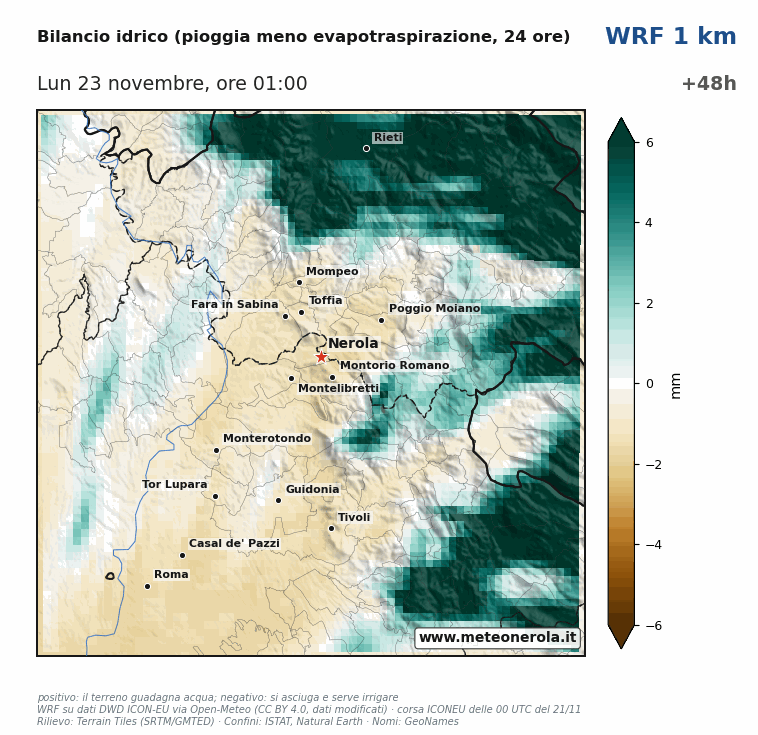 Bilancio idrico (pioggia meno evapotraspirazione, 24 ore)
WRF 1 km
Lun 23 novembre, ore 01:00
+48h
Rieti
Mompeo
Fara in Sabina
Toffia
Poggio Moiano
Nerola
Montorio Romano
Montelibretti
Monterotondo
Tor Lupara
Guidonia
Tivoli
Casal de' Pazzi
Roma
www.meteonerola.it
6
4
2
0
−2
−4
−6
mm
positivo: il terreno guadagna acqua; negativo: si asciuga e serve irrigare
WRF su dati DWD ICON-EU via Open-Meteo (CC BY 4.0, dati modificati) · corsa ICONEU delle 00 UTC del 21/11
Rilievo: Terrain Tiles (SRTM/GMTED) · Confini: ISTAT, Natural Earth · Nomi: GeoNames